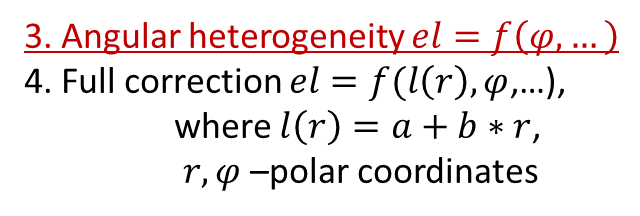 3. Angular heterogeneity el = f(φ, … )
4. Full correction el = f(l(r),φ,…),
where l(r) = a + b ∗ r,
r, φ –polar coordinates